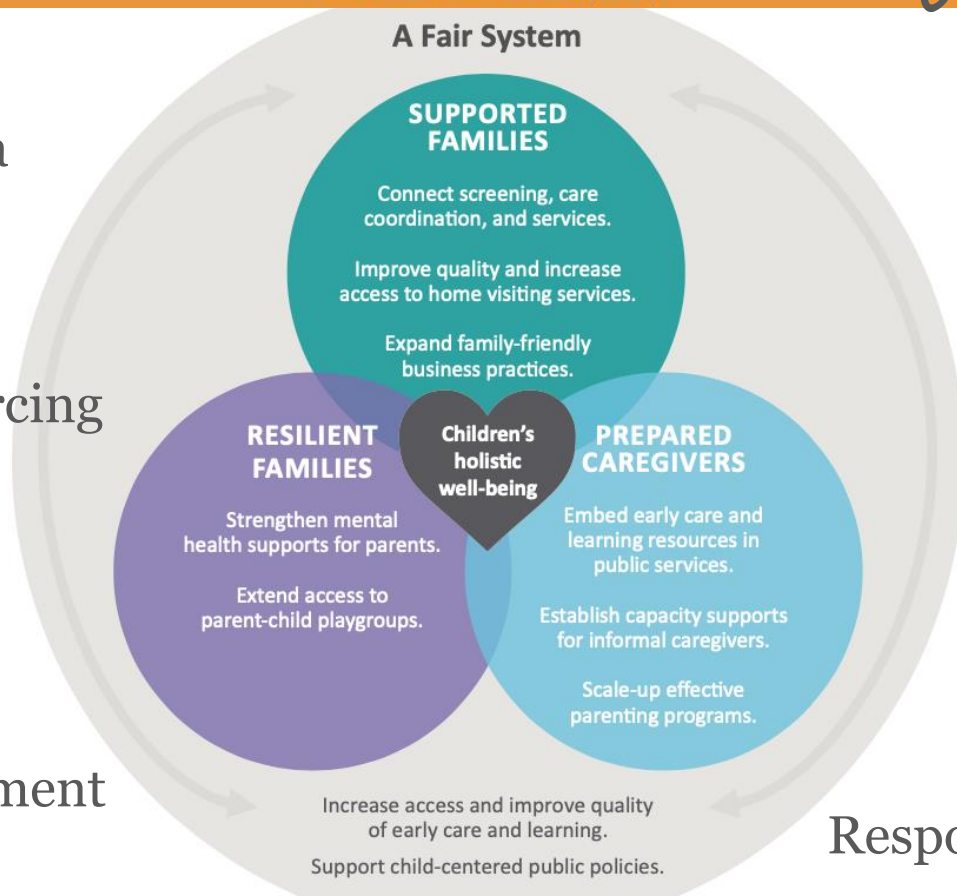 A Fair System
SUPPORTED
FAMILIES
Connect screening, care
coordination, and services.
Improve quality and increase
access to home visiting services.
Expand family-friendly
business practices.
RESILIENT
FAMILIES
Strengthen mental
health supports for parents.
Extend access to
parent-child playgroups.
Children's
holistic
well-being
PREPARED
CAREGIVERS
Embed early care and
learning resources in
public services.
Establish capacity supports
for informal caregivers.
Scale-up effective
parenting programs.
Increase access and improve quality
of early care and learning.
Support child-centered public policies.